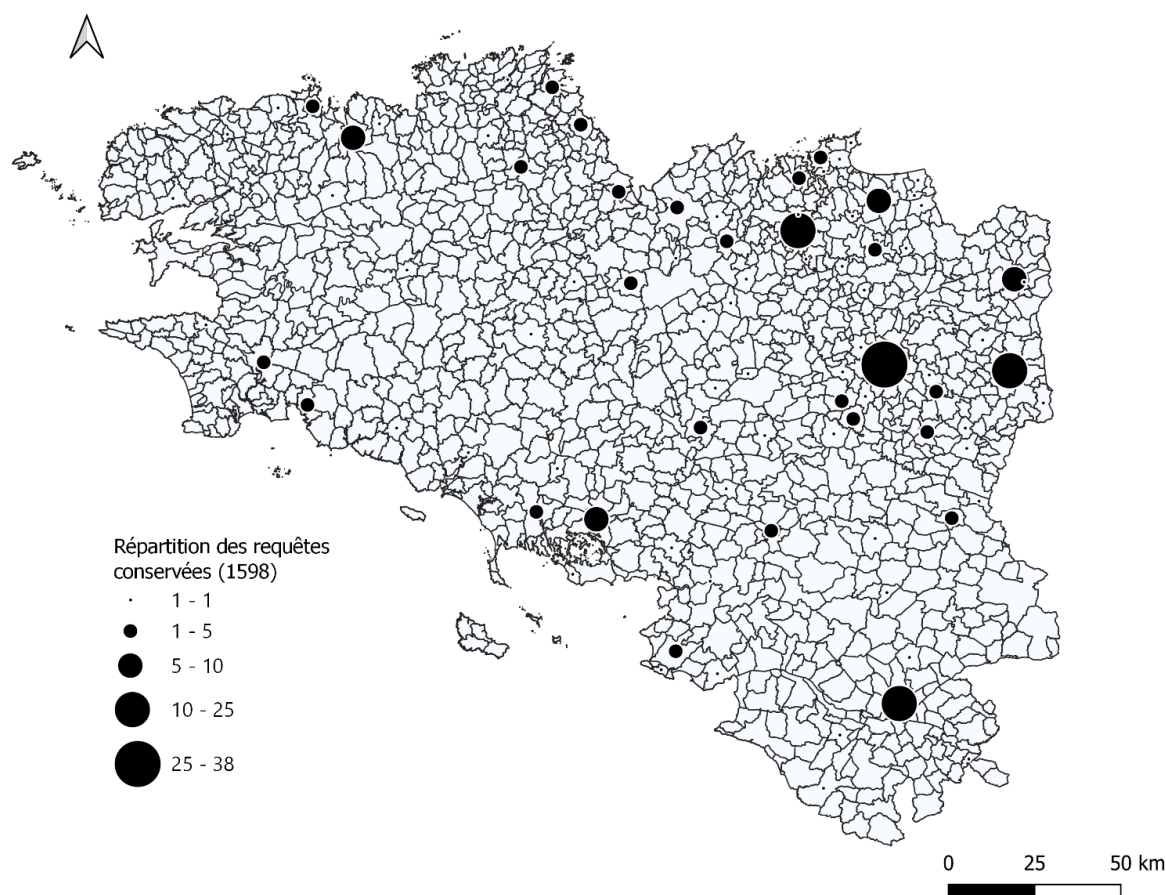 Répartition des requêtes
conservées (1598)
1 - 1
1 - 5
5 - 10
10 - 25
25 - 38
0 25 50 km